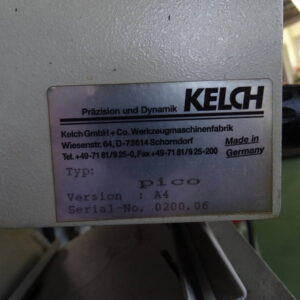 Präzision und Dynamik KELCH
Kelch GmbH+Co. Werkzeugmaschinenfabrik
Wiesenstr. 64, D-73614 Schorndorf
Tel. +49-71 81/9 25-0, Fax +49-71 81/9 25-200
Made in
Germany
Typ:
pico
Version : A4
Serial-No. 0200.06